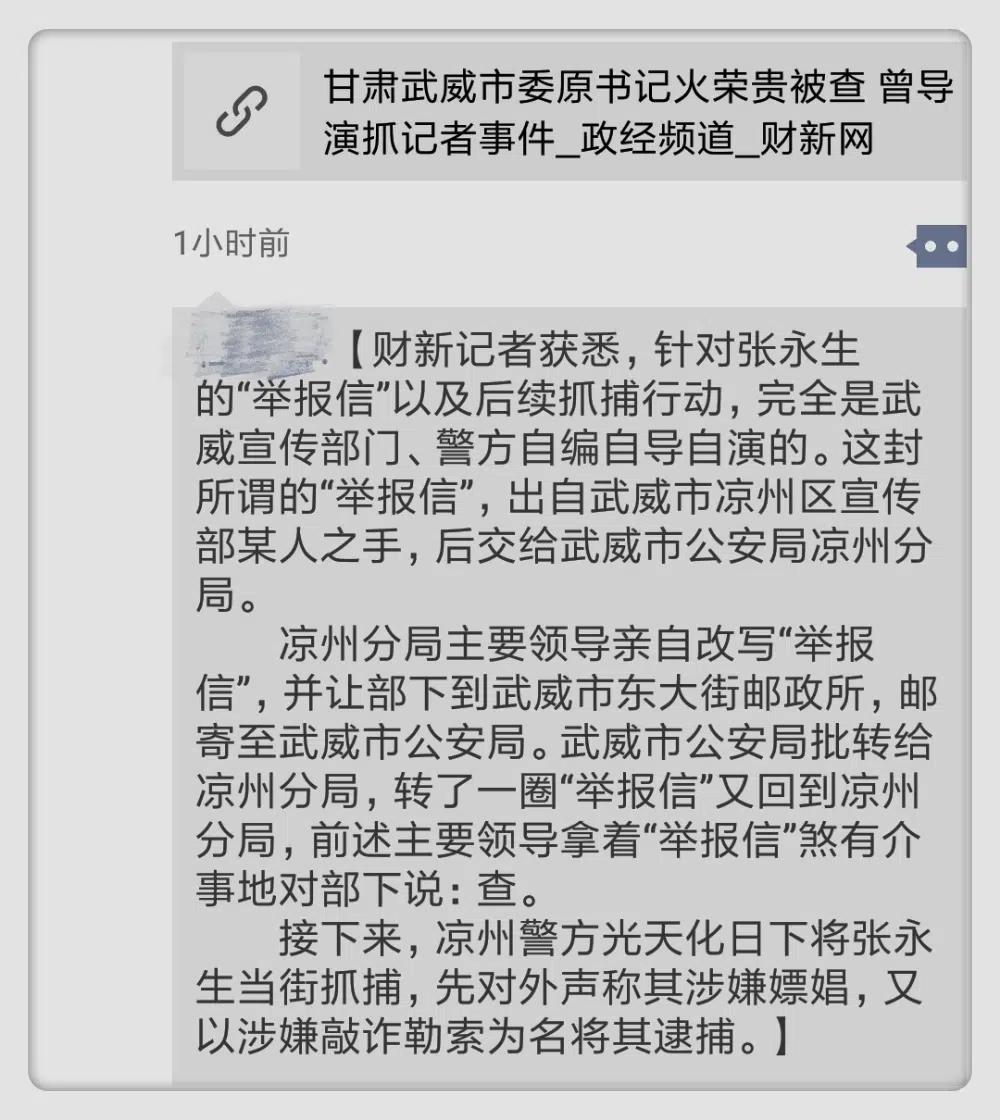 甘肃武威市委原书记火荣贵被查 曾导
演抓记者事件_政经频道_财新网
1小时前
【财新记者获悉，针对张永生
的“举报信”以及后续抓捕行动，完全是武
威宣传部门、警方自编自导自演的。这封
所谓的“举报信”，出自武威市凉州区宣传
部某人之手，后交给武威市公安局凉州分
局。
凉州分局主要领导亲自改写“举报
信”，并让部下到武威市东大街邮政所，邮
寄至武威市公安局。武威市公安局批转给
凉州分局，转了一圈“举报信”又回到凉州
分局，前述主要领导拿着“举报信”煞有介
事地对部下说：查。
接下来，凉州警方光天化日下将张永
生当街抓捕，先对外声称其涉嫌嫖娼，又
以涉嫌敲诈勒索为名将其逮捕。】